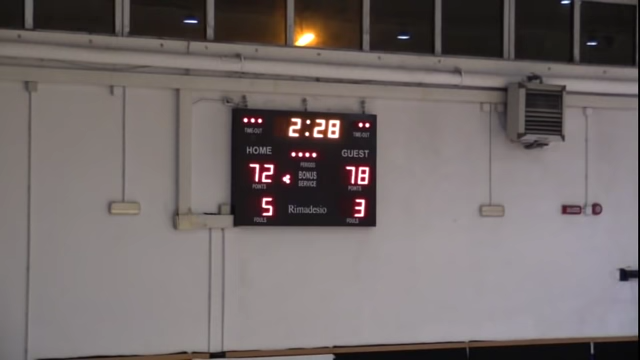 2:28
TIME-OUT TIME-OUT
HOME GUEST
PERIOD
72 BONUS 78
POINTS SERVICE POINTS
5 Rimadesio 3
FOULS FOULS